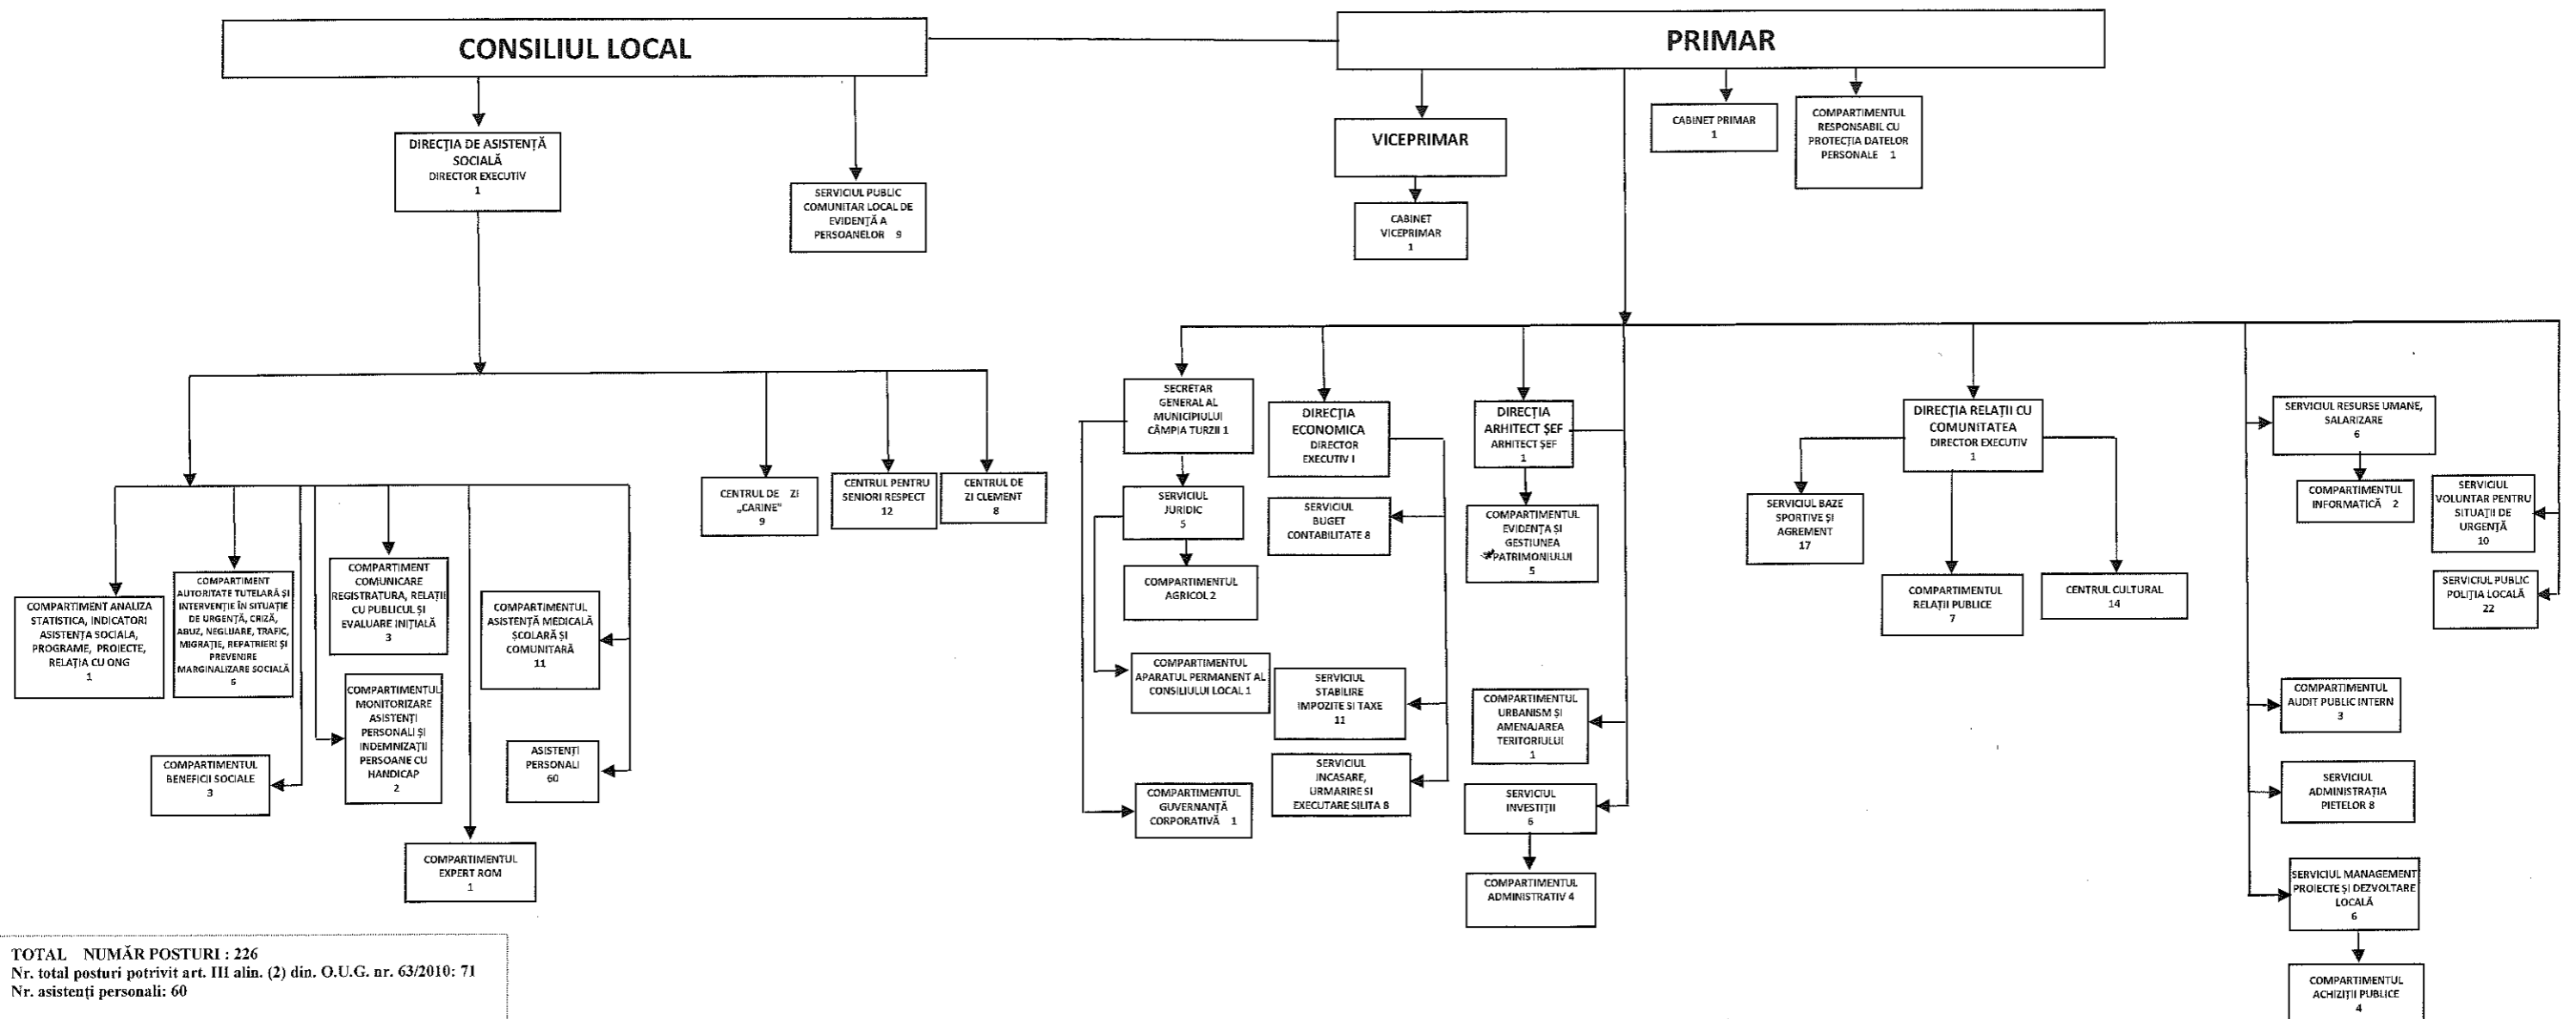 CONSILIUL LOCAL
PRIMAR
DIRECȚIA DE ASISTENȚĂ
SOCIALĂ
DIRECTOR EXECUTIV
1
SERVICIUL PUBLIC
COMUNITAR LOCAL DE
EVIDENȚĂ A
PERSOANELOR 9
VICEPRIMAR
CABINET
VICEPRIMAR
1
CABINET PRIMAR
1
COMPARTIMENTUL
RESPONSABIL CU
PROTECȚIA DATELOR
PERSONALE 1
CENTRUL DE ZI
„CARINE"
9
CENTRUL PENTRU
SENIORI RESPECT
12
CENTRUL DE
ZI CLEMENT
8
COMPARTIMENT ANALIZA
STATISTICA, INDICATORI
ASISTENȚA SOCIALA,
PROGRAME, PROIECTE,
RELAȚIA CU ONG
1
COMPARTIMENT
AUTORITATE TUTELARĂ ȘI
INTERVENȚIE ÎN SITUAȚIE
DE URGENȚĂ, CRIZĂ,
ABUZ, NEGLIJARE, TRAFIC,
MIGRAȚIE, REPATRIERI ȘI
PREVENIRE
MARGINALIZARE SOCIALĂ
COMPARTIMENT
COMUNICARE
REGISTRATURA, RELAȚII
CU PUBLICUL ȘI
EVALUARE INIȚIALĂ
3
COMPARTIMENTUL
ASISTENȚĂ MEDICALĂ
ȘCOLARĂ ȘI
COMUNITARĂ
11
COMPARTIMENTUL
MONITORIZARE
ASISTENȚI
PERSONALI ȘI
INDEMNIZAȚII
PERSOANE CU
HANDICAP
2
COMPARTIMENTUL
BENEFICII SOCIALE
3
ASISTENȚI
PERSONALI
60
COMPARTIMENTUL
EXPERT ROM
1
SECRETAR
GENERAL AL
MUNICIPIULUI
CÂMPIA TURZII 1
SERVICIUL
JURIDIC
5
COMPARTIMENTUL
AGRICOL 2
COMPARTIMENTUL
APARATUL PERMANENT AL
CONSILIULUI LOCAL 1
COMPARTIMENTUL
GUVERNANȚĂ
CORPORATIVĂ 1
DIRECȚIA
ECONOMICA
DIRECTOR
EXECUTIV I
SERVICIUL
BUGET
CONTABILITATE 8
SERVICIUL
STABILIRE
IMPOZITE SI TAXE
11
SERVICIUL
INCASARE,
URMARIRE SI
EXECUTARE SILITA 8
DIRECȚIA
ARHITECT ȘEF
ARHITECT ȘEF
1
COMPARTIMENTUL
EVIDENȚA ȘI
GESTIUNEA
PATRIMONIULUI
5
COMPARTIMENTUL
URBANISM ȘI
AMENAJAREA
TERITORIULUI
1
SERVICIUL
INVESTIȚII
6
COMPARTIMENTUL
ADMINISTRATIV 4
DIRECȚIA RELAȚII CU
COMUNITATEA
DIRECTOR EXECUTIV
1
SERVICIUL BAZE
SPORTIVE ȘI
AGREMENT
17
COMPARTIMENTUL
RELAȚII PUBLICE
7
CENTRUL CULTURAL
14
SERVICIUL RESURSE UMANE,
SALARIZARE
6
COMPARTIMENTUL
INFORMATICĂ 2
SERVICIUL
VOLUNTAR PENTRU
SITUAȚII DE
URGENȚĂ
10
SERVICIUL PUBLIC
POLIȚIA LOCALĂ
22
COMPARTIMENTUL
AUDIT PUBLIC INTERN
3
SERVICIUL
ADMINISTRAȚIA
PIETELOR 8
SERVICIUL MANAGEMENT
PROIECTE ȘI DEZVOLTARE
LOCALĂ
6
COMPARTIMENTUL
ACHIZIȚII PUBLICE
4
TOTAL NUMĂR POSTURI : 226
Nr. total posturi potrivit art. III alin. (2) din. O.U.G. nr. 63/2010: 71
Nr. asistenți personali: 60